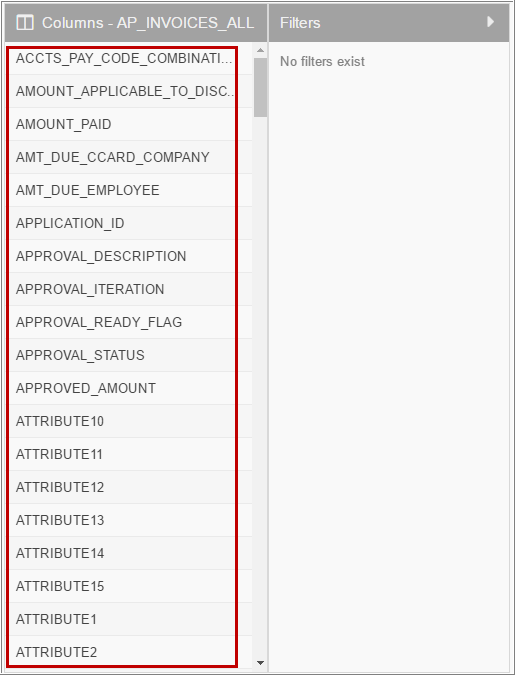 Columns - AP_INVOICES_ALL
ACCTS_PAY_CODE_COMBINATI...
AMOUNT_APPLICABLE_TO_DISC...
AMOUNT_PAID
AMT_DUE_CCARD_COMPANY
AMT_DUE_EMPLOYEE
APPLICATION_ID
APPROVAL_DESCRIPTION
APPROVAL_ITERATION
APPROVAL_READY_FLAG
APPROVAL_STATUS
APPROVED_AMOUNT
ATTRIBUTE10
ATTRIBUTE11
ATTRIBUTE12
ATTRIBUTE13
ATTRIBUTE14
ATTRIBUTE15
ATTRIBUTE1
ATTRIBUTE2
Filters
No filters exist